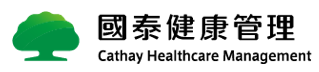 國泰健康管理
Cathay Healthcare Management